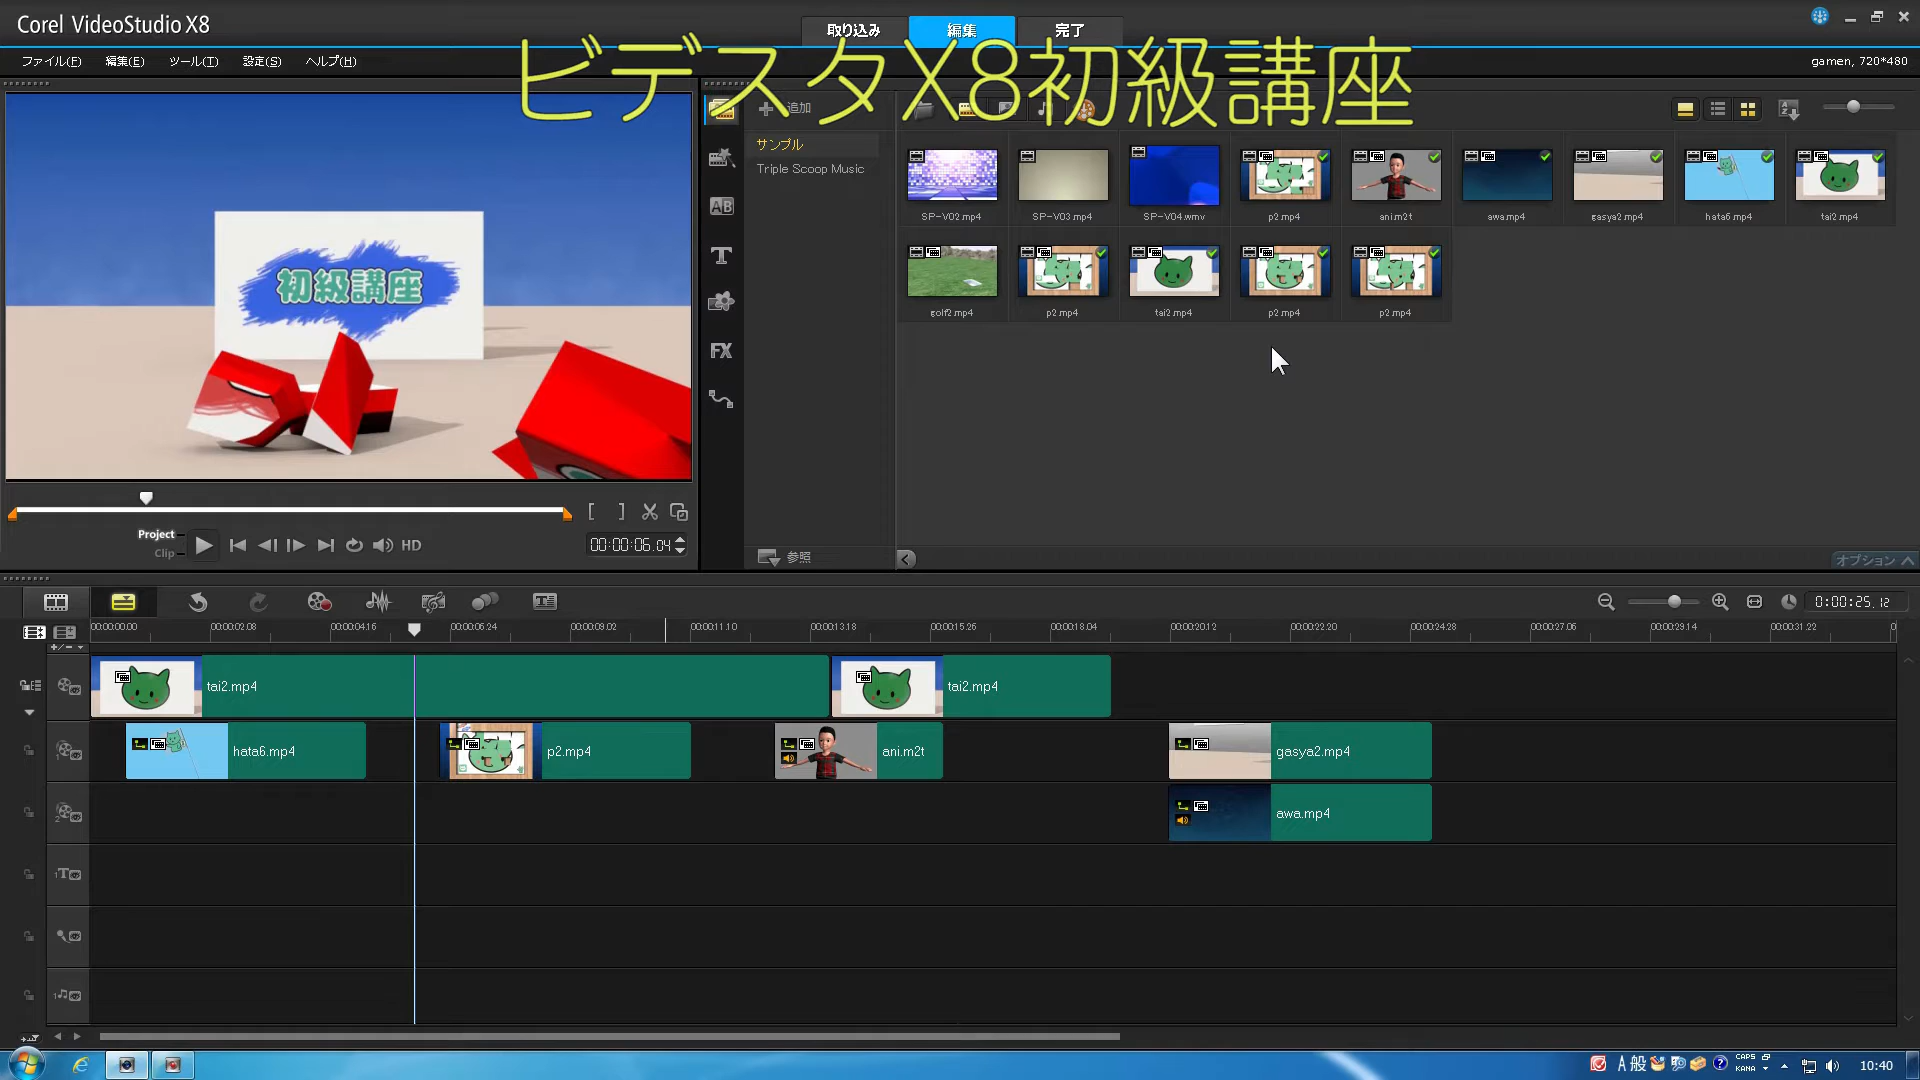 Corel VideoStudio X8
取り込み
編集
完了
ファイル(F)
編集(E)
ツール(T)
設定(S)
ヘルプ(H)
gamen, 720*480
ビデスタX8初級講座
追加
サンプル
Triple Scoop Music
SP-V02.mp4
SP-V03.mp4
SP-V04.wmv
p2.mp4
ani.m2t
awa.mp4
gasya2.mp4
hata6.mp4
tai2.mp4
golf2.mp4
p2.mp4
tai2.mp4
p2.mp4
p2.mp4
初級講座
AB
T
FX
Project
Clip
HD
00:00:06.04
参照
オプション
0:00:25.12
00:00:00.00
00:00:02.08
00:00:04.16
00:00:06.24
00:00:09.02
00:00:11.10
00:00:13.18
00:00:15.26
00:00:18.04
00:00:20.12
00:00:22.20
00:00:24.28
00:00:27.06
00:00:29.14
00:00:31.22
tai2.mp4
tai2.mp4
hata6.mp4
p2.mp4
ani.m2t
gasya2.mp4
awa.mp4
A 般
CAPS
KANA
10:40